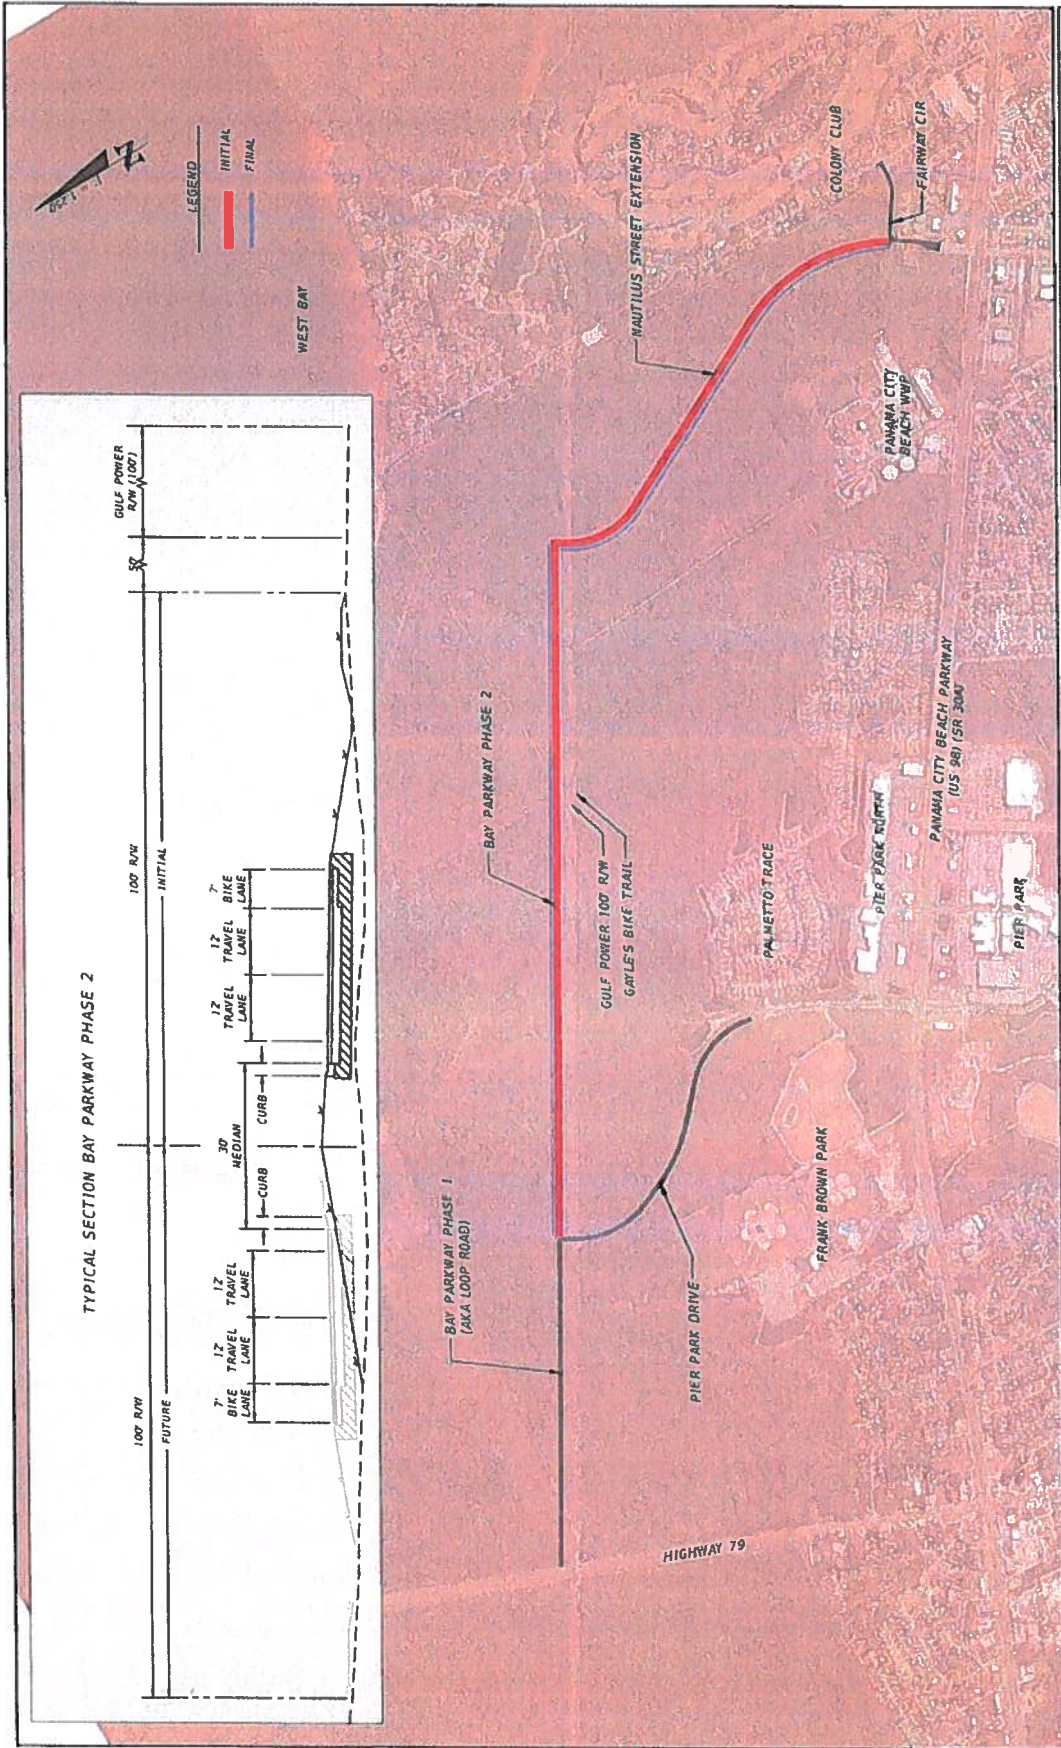 TYPICAL SECTION BAY PARKWAY PHASE 2
100' R/W
100' R/W
GULF POWER
R/W (100')
50'
FUTURE
INITIAL
7'
BIKE
LANE
12'
TRAVEL
LANE
12'
TRAVEL
LANE
30'
MEDIAN
CURB
CURB
12'
TRAVEL
LANE
12'
TRAVEL
LANE
7'
BIKE
LANE
LEGEND
INITIAL
FINAL
WEST BAY
BAY PARKWAY PHASE 1
(AKA LOOP ROAD)
BAY PARKWAY PHASE 2
NAUTILUS STREET EXTENSION
COLONY CLUB
FAIRWAY CIR
GULF POWER 100' R/W
GAYLE'S BIKE TRAIL
HIGHWAY 79
PIER PARK DRIVE
FRANK BROWN PARK
PALMETTO TRACE
PIER PARK NORTH
PIER PARK
PANAMA CITY BEACH PARKWAY
(US 98) (SR 30A)
PANAMA CITY
BEACH WWP